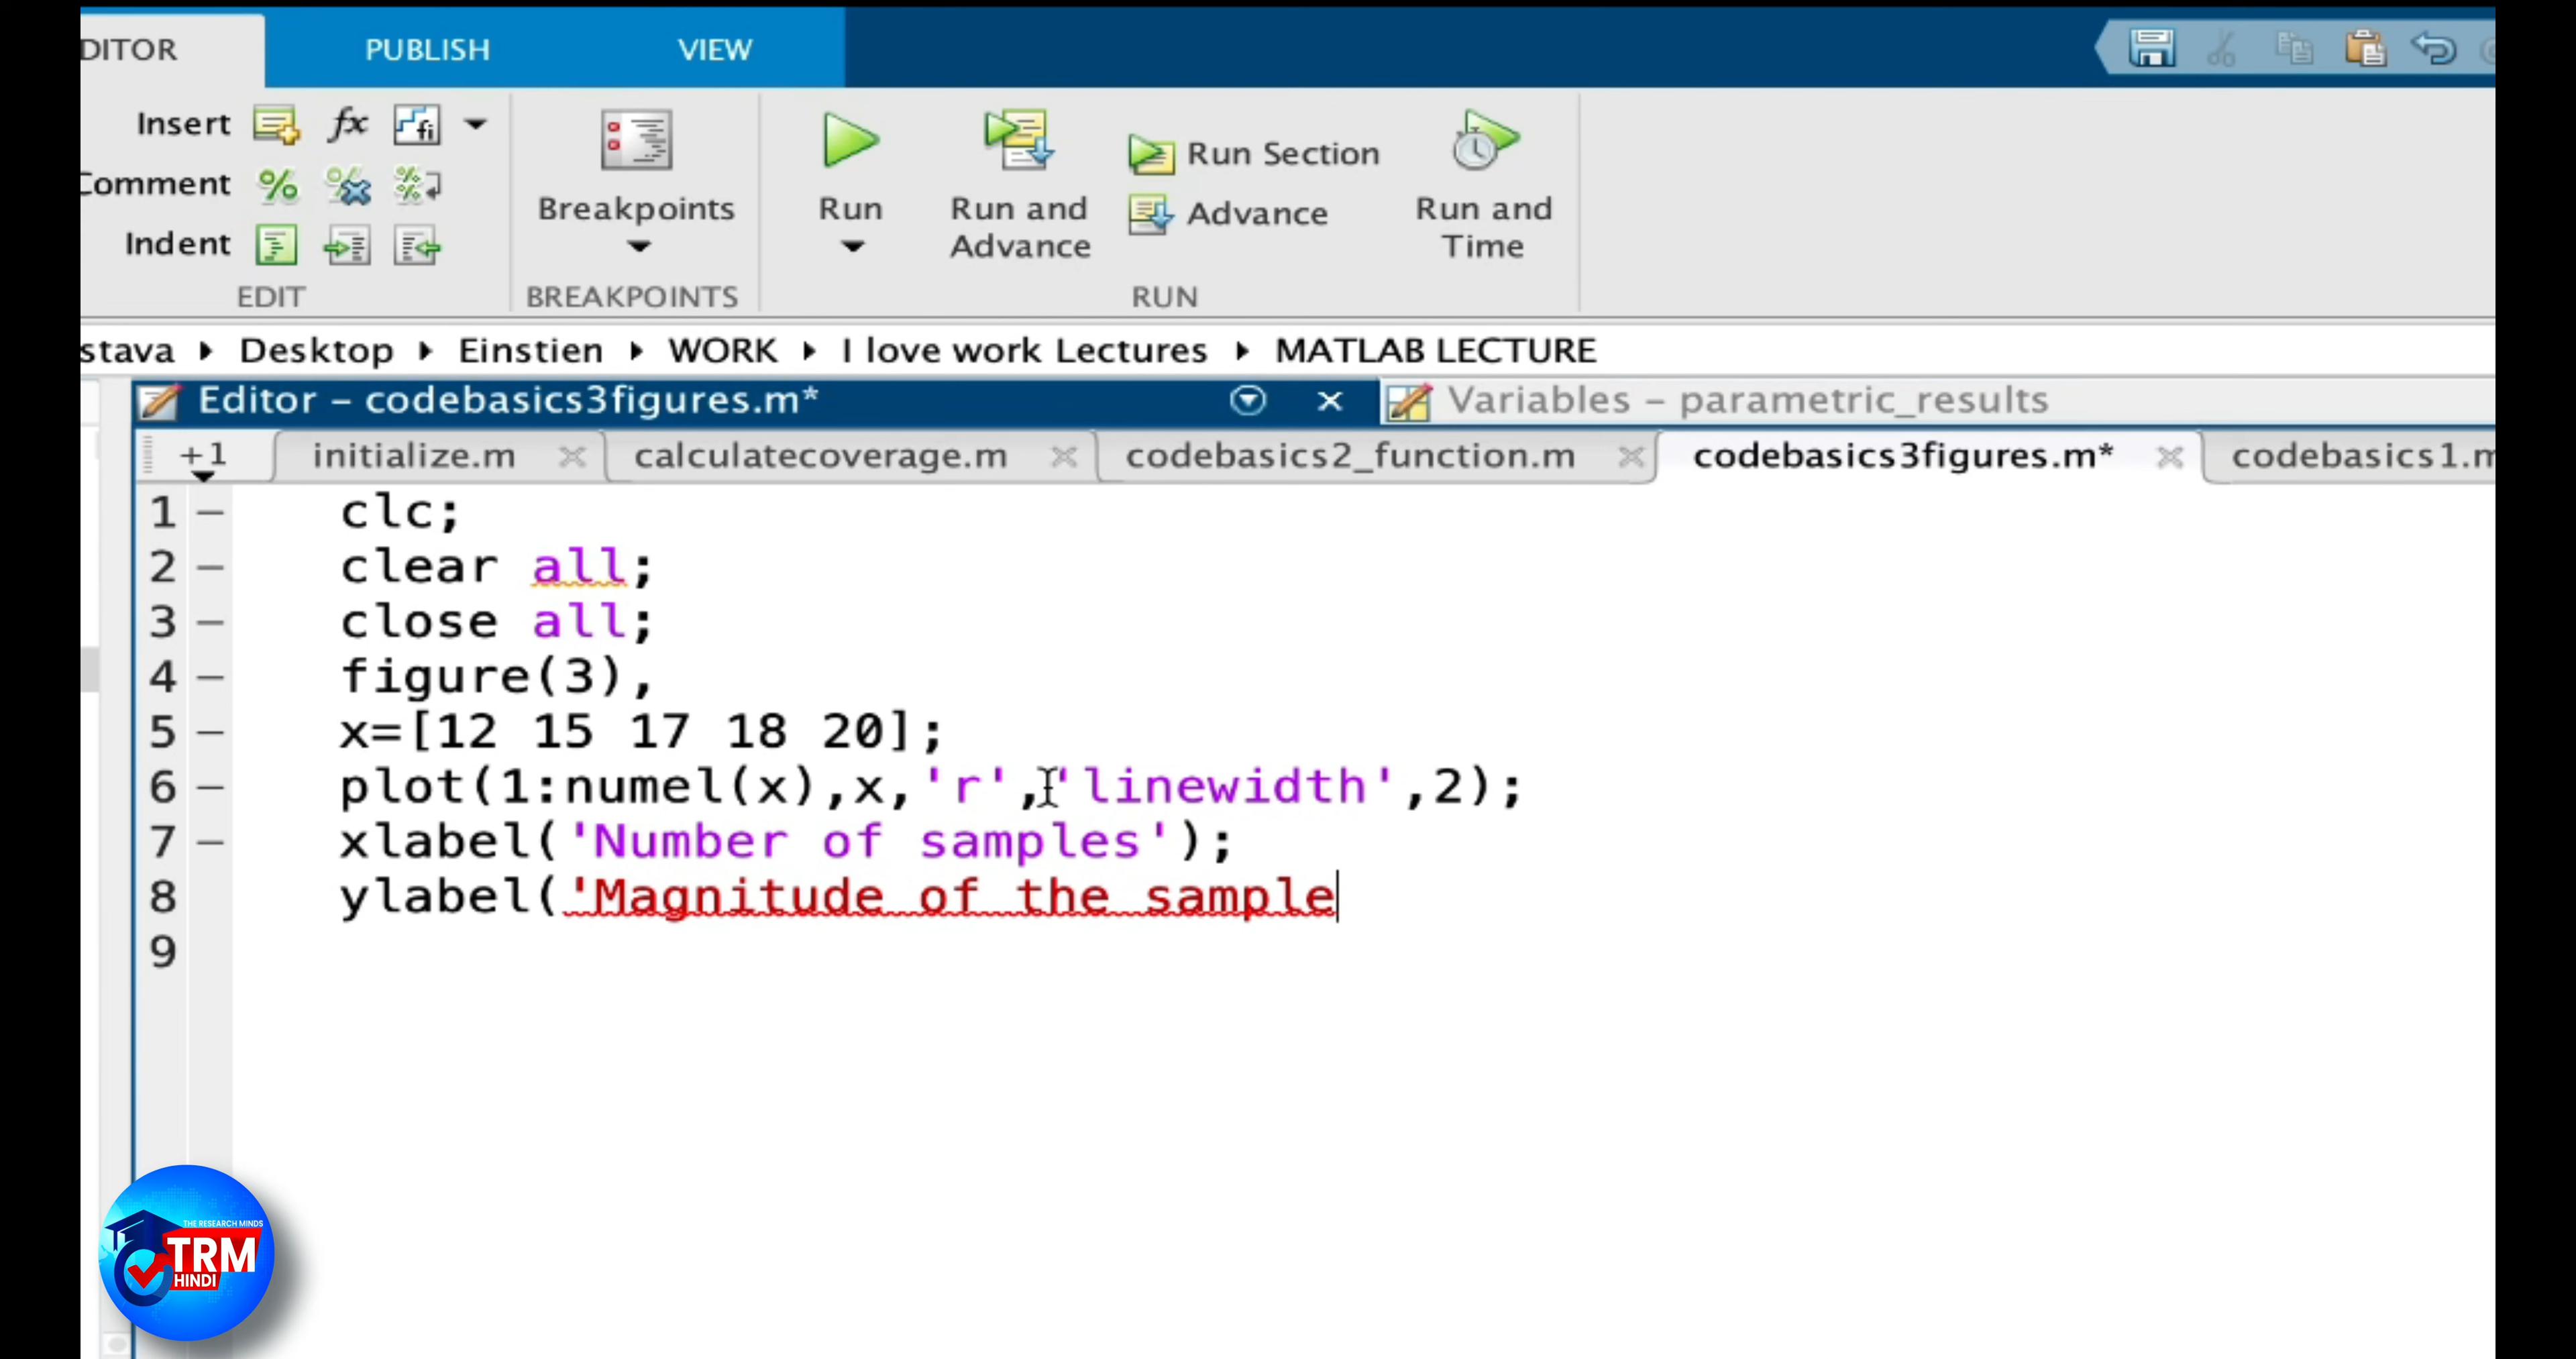 DITOR PUBLISH VIEW
Insert fx fi
Comment % % %
Indent
Breakpoints
Run
Run and Advance
Run Section
Advance
Run and Time
EDIT BREAKPOINTS RUN
stava Desktop Einstien WORK I love work Lectures MATLAB LECTURE
Editor – codebasics3figures.m* Variables – parametric_results
+1 initialize.m calculatecoverage.m codebasics2_function.m codebasics3figures.m* codebasics1.m
1 – clc;
2 – clear all;
3 – close all;
4 – figure(3),
5 – x=[12 15 17 18 20];
6 – plot(1:numel(x),x,'r','linewidth',2);
7 – xlabel('Number of samples');
8 ylabel('Magnitude of the sample
9
THE RESEARCH MINDS
TRM
HINDI